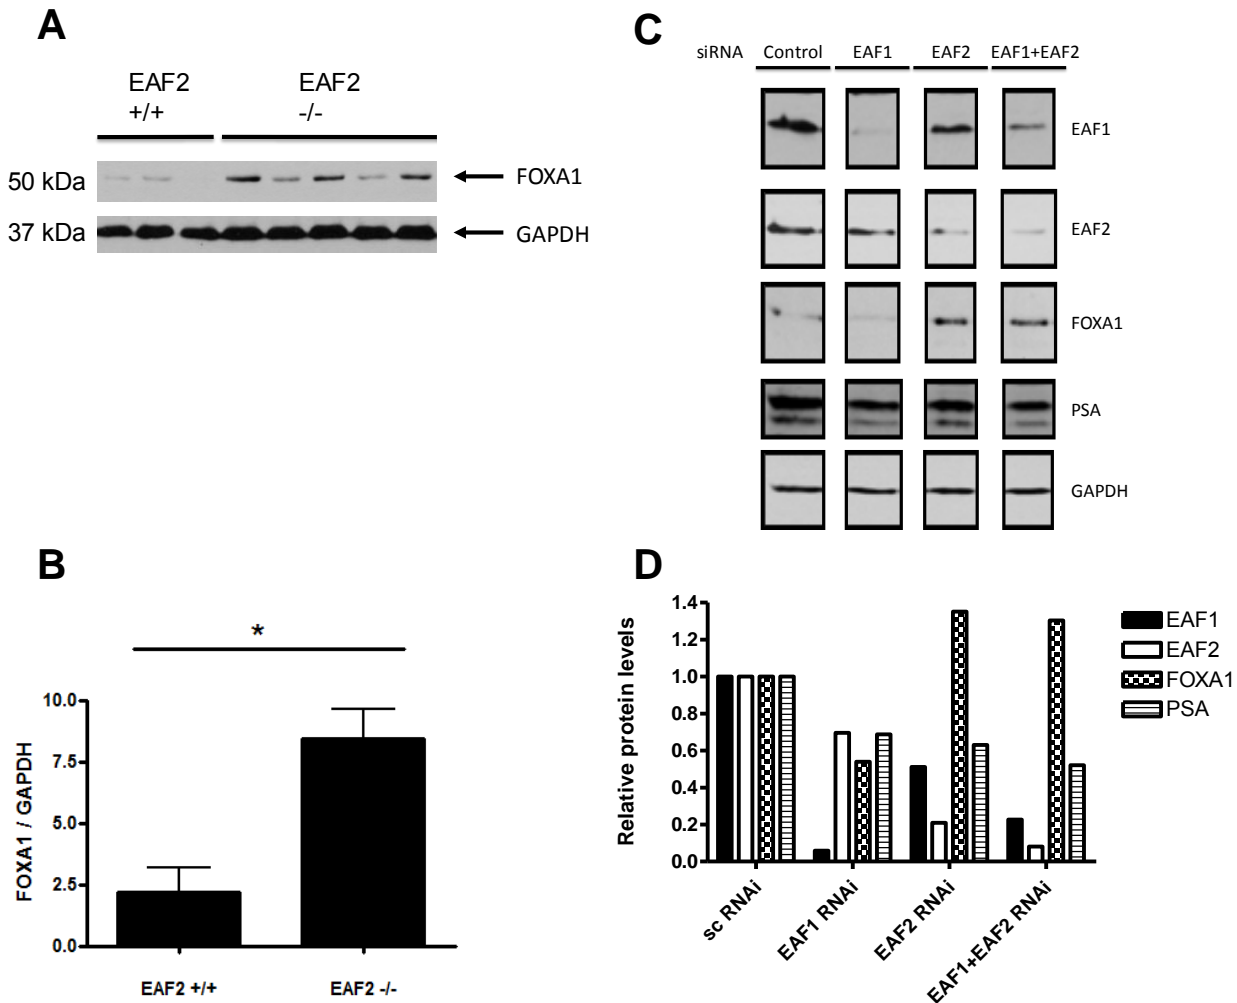 A
EAF2 EAF2
+/+ -/-
50 kDa FOXA1
37 kDa GAPDH
B
*
10.0
7.5
5.0
2.5
0.0
FOXA1 / GAPDH
EAF2 +/+ EAF2 -/-
C
siRNA Control EAF1 EAF2 EAF1+EAF2
EAF1
EAF2
FOXA1
PSA
GAPDH
D
1.4
1.2
1.0
0.8
0.6
0.4
0.2
0.0
Relative protein levels
sc RNAi
EAF1 RNAi
EAF2 RNAi
EAF1+EAF2 RNAi
EAF1
EAF2
FOXA1
PSA